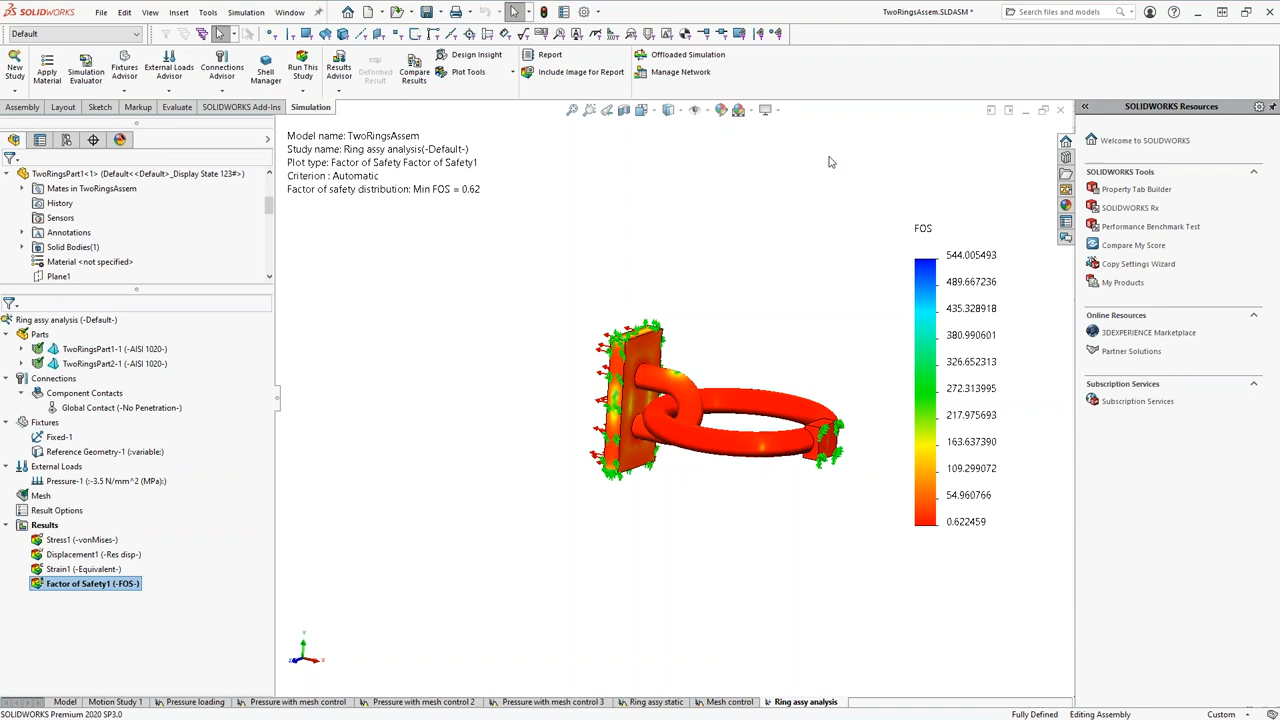 SOLIDWORKS File Edit View Insert Tools Simulation Window TwoRingsAssem.SLDASM * Search files and models
Default
New Study
Apply Material
Simulation Evaluator
Fixtures Advisor
External Loads Advisor
Connections Advisor
Shell Manager
Run This Study
Results Advisor
Deformed Result
Compare Results
Design Insight
Plot Tools
Report
Include Image for Report
Offloaded Simulation
Manage Network
Assembly Layout Sketch Markup Evaluate SOLIDWORKS Add-Ins Simulation
SOLIDWORKS Resources
Model name: TwoRingsAssem
Study name: Ring assy analysis(-Default-)
Plot type: Factor of Safety Factor of Safety1
Criterion : Automatic
Factor of safety distribution: Min FOS = 0.62
TwoRingsPart1<1> (Default<<Default>_Display State 123#>)
Mates in TwoRingsAssem
History
Sensors
Annotations
Solid Bodies(1)
Material <not specified>
Plane1
Ring assy analysis (-Default-)
Parts
TwoRingsPart1-1 (-AISI 1020-)
TwoRingsPart2-1 (-AISI 1020-)
Connections
Component Contacts
Global Contact (-No Penetration-)
Fixtures
Fixed-1
Reference Geometry-1 (:variable:)
External Loads
Pressure-1 (:-3.5 N/mm^2 (MPa):)
Mesh
Result Options
Results
Stress1 (-vonMises-)
Displacement1 (-Res disp-)
Strain1 (-Equivalent-)
Factor of Safety1 (-FOS-)
FOS
544.005493
489.667236
435.328918
380.990601
326.652313
272.313995
217.975693
163.637390
109.299072
54.960766
0.622459
Y
Z
X
Welcome to SOLIDWORKS
SOLIDWORKS Tools
Property Tab Builder
SOLIDWORKS Rx
Performance Benchmark Test
Compare My Score
Copy Settings Wizard
My Products
Online Resources
3DEXPERIENCE Marketplace
Partner Solutions
Subscription Services
Subscription Services
Model Motion Study 1 Pressure loading Pressure with mesh control Pressure with mesh control 2 Pressure with mesh control 3 Ring assy static Mesh control Ring assy analysis
SOLIDWORKS Premium 2020 SP3.0 Fully Defined Editing Assembly Custom